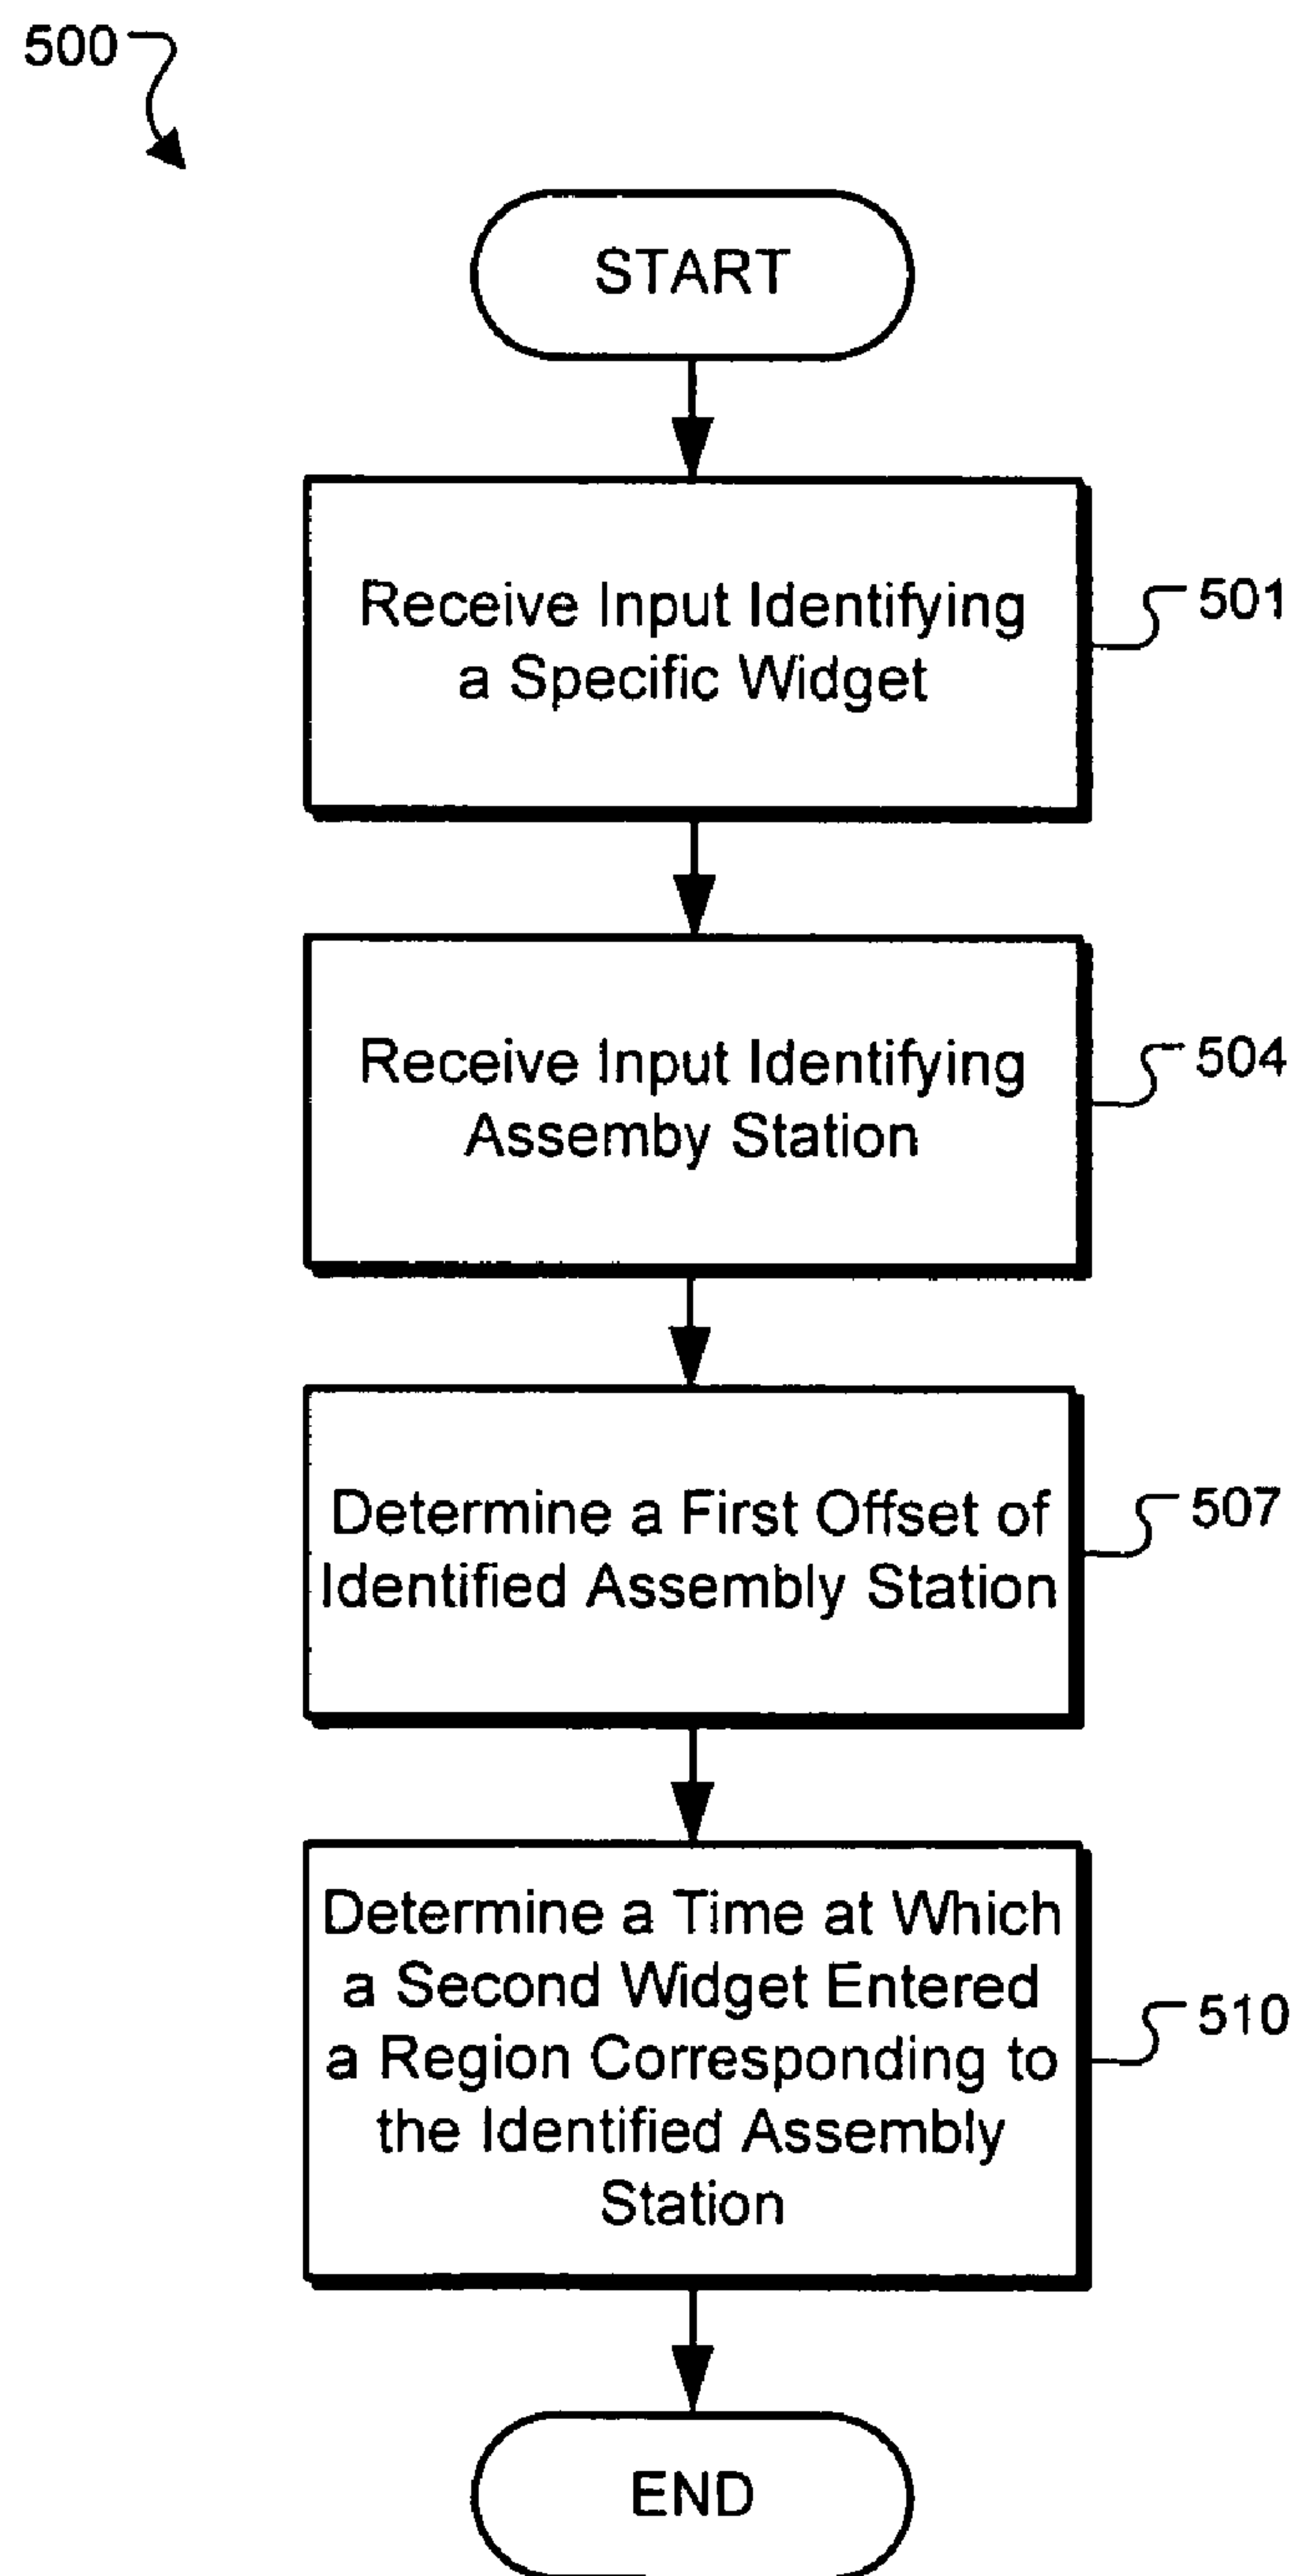 500
START
Receive Input Identifying
a Specific Widget
501
Receive Input Identifying
Assemby Station
504
Determine a First Offset of
Identified Assembly Station
507
Determine a Time at Which
a Second Widget Entered
a Region Corresponding to
the Identified Assembly
Station
510
END